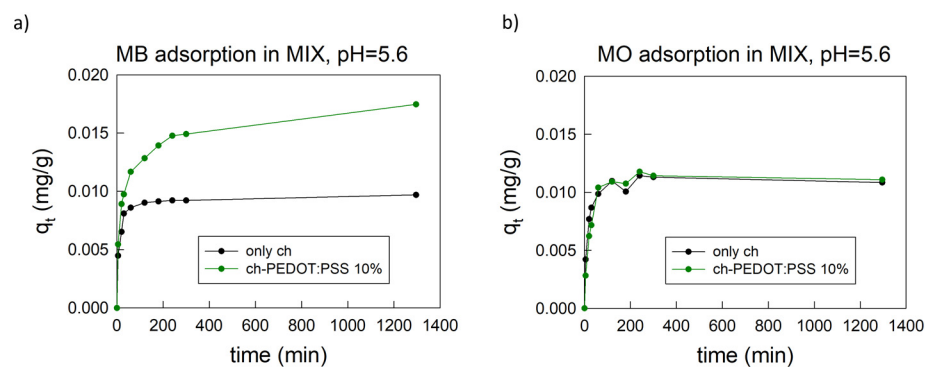 a)
MB adsorption in MIX, pH=5.6
qt (mg/g)
0.020
0.015
0.010
0.005
0.000
only ch
ch-PEDOT:PSS 10%
0 200 400 600 800 1000 1200 1400
time (min)
b)
MO adsorption in MIX, pH=5.6
qt (mg/g)
0.020
0.015
0.010
0.005
0.000
only ch
ch-PEDOT:PSS 10%
0 200 400 600 800 1000 1200 1400
time (min)